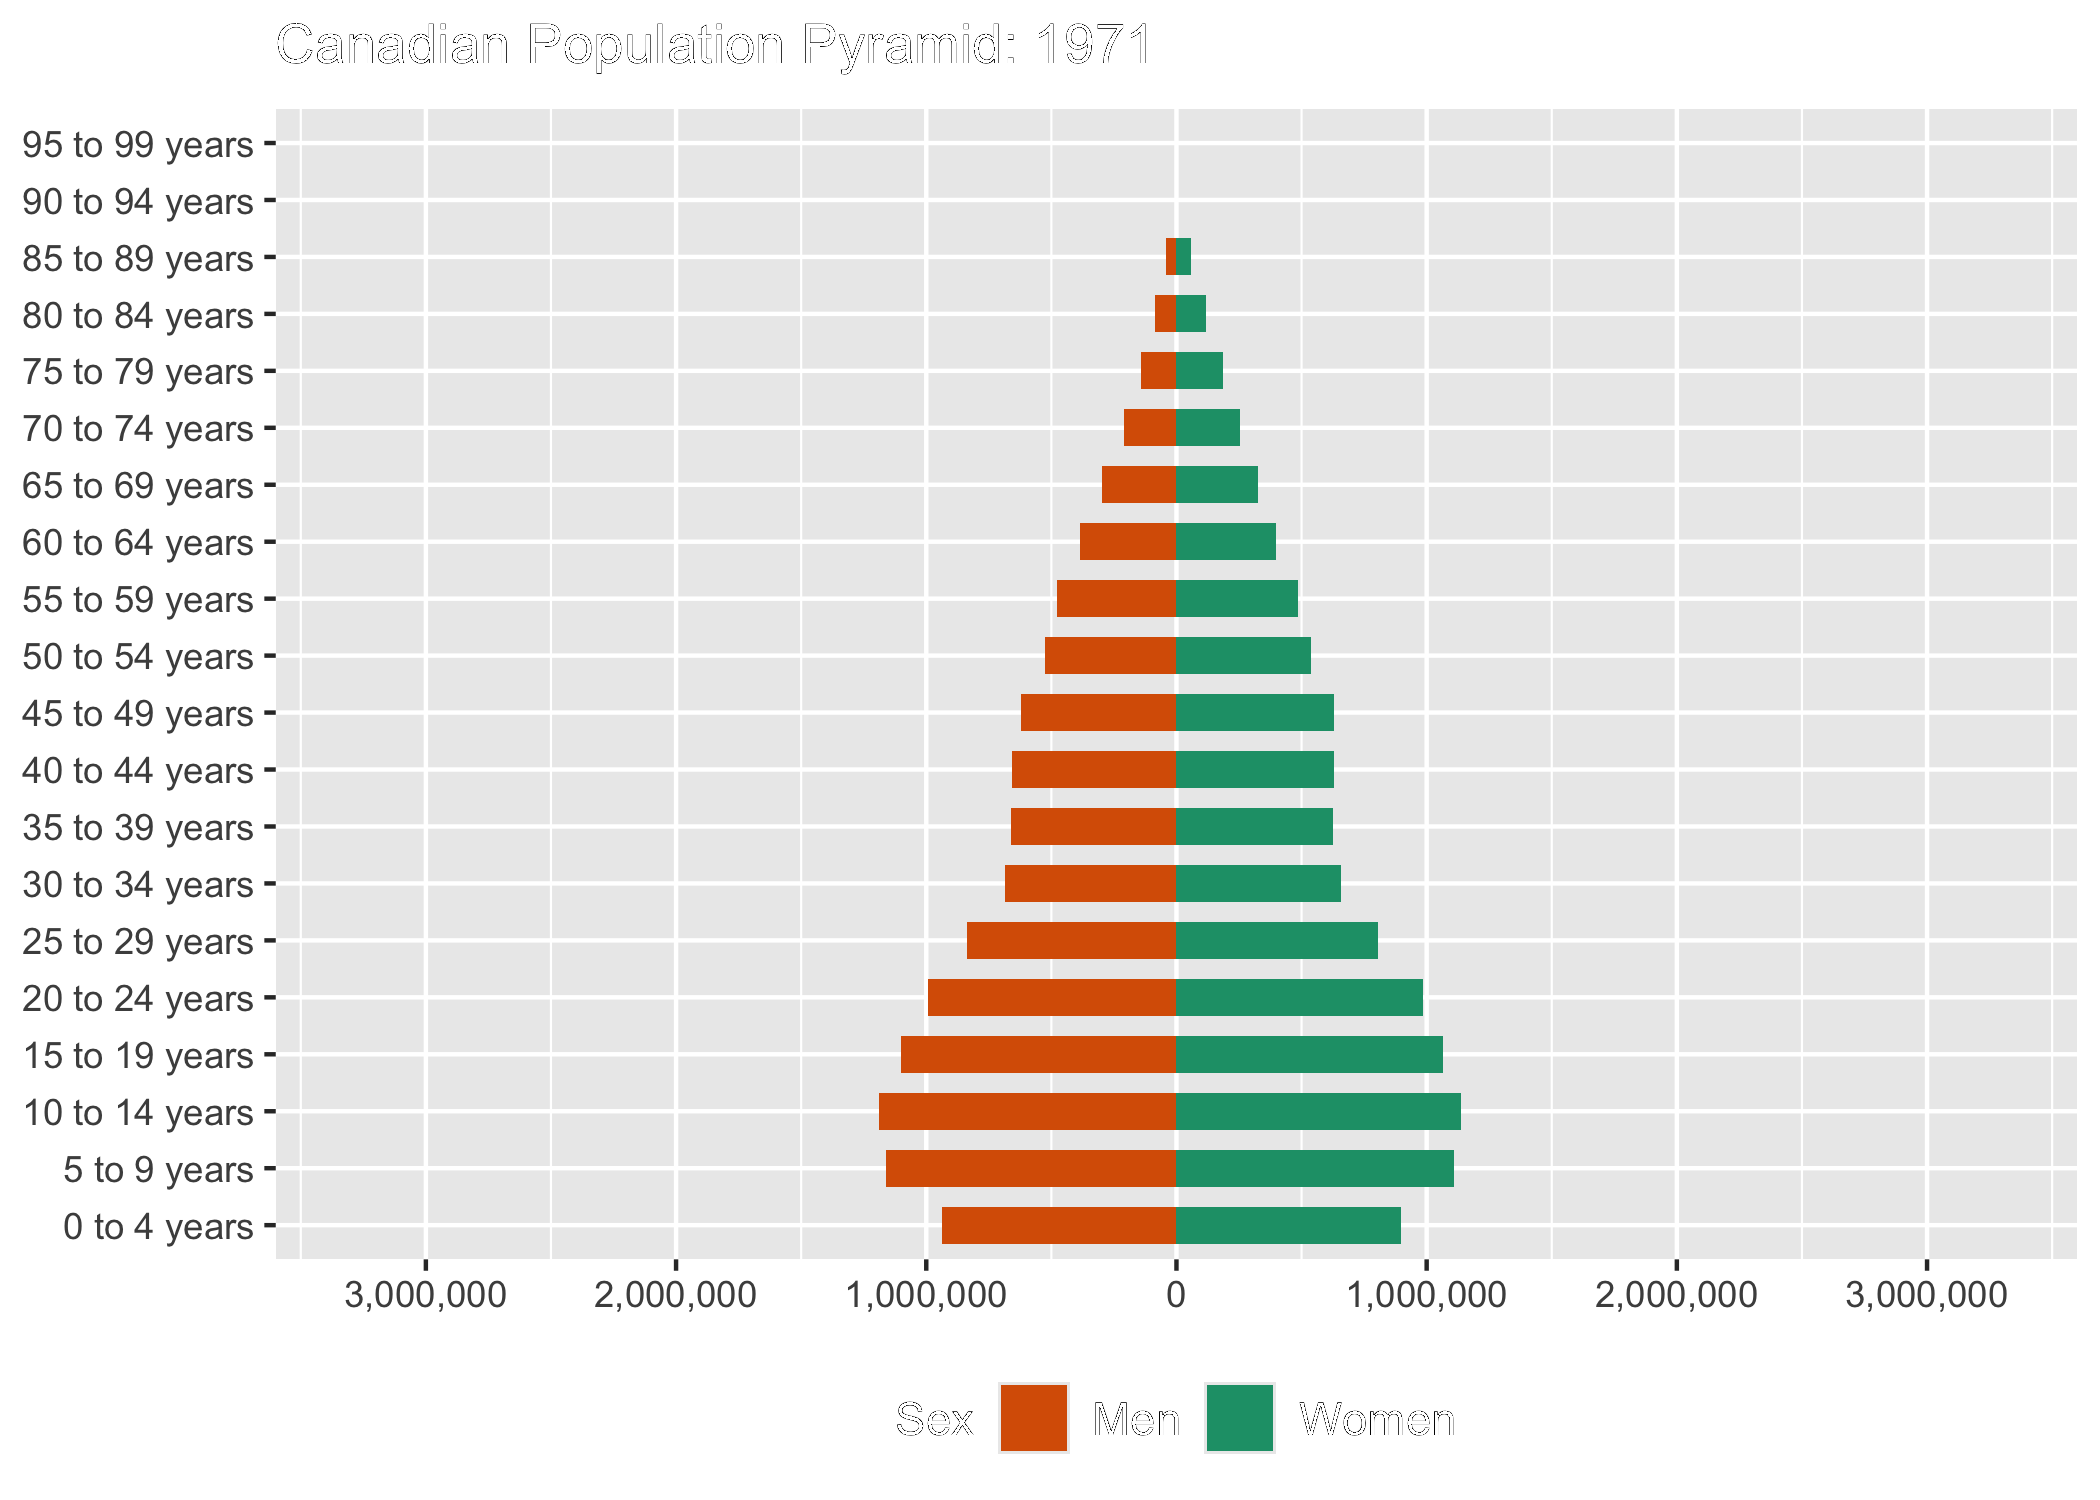 Canadian Population Pyramid: 1971
95 to 99 years
90 to 94 years
85 to 89 years
80 to 84 years
75 to 79 years
70 to 74 years
65 to 69 years
60 to 64 years
55 to 59 years
50 to 54 years
45 to 49 years
40 to 44 years
35 to 39 years
30 to 34 years
25 to 29 years
20 to 24 years
15 to 19 years
10 to 14 years
5 to 9 years
0 to 4 years
3,000,000 2,000,000 1,000,000 0 1,000,000 2,000,000 3,000,000
Sex Men Women